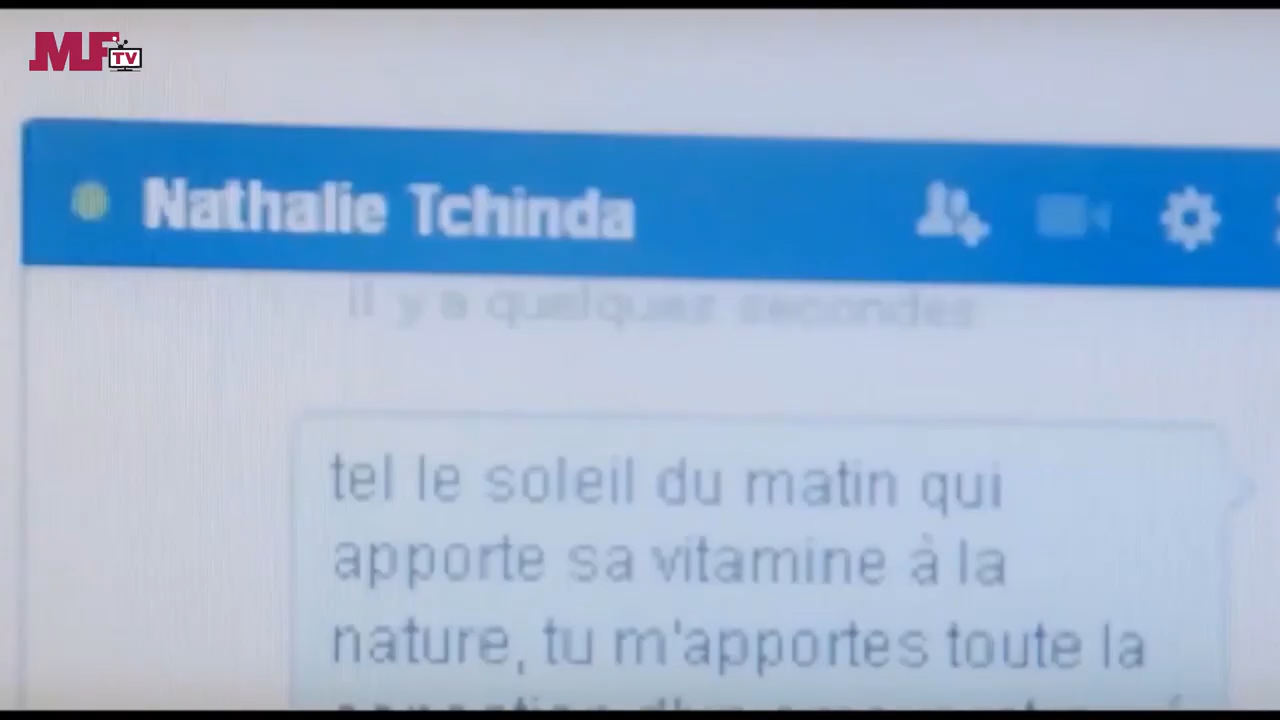 MF TV
Nathalie Tchinda
il y a quelques secondes
tel le soleil du matin qui
apporte sa vitamine à la
nature, tu m'apportes toute la